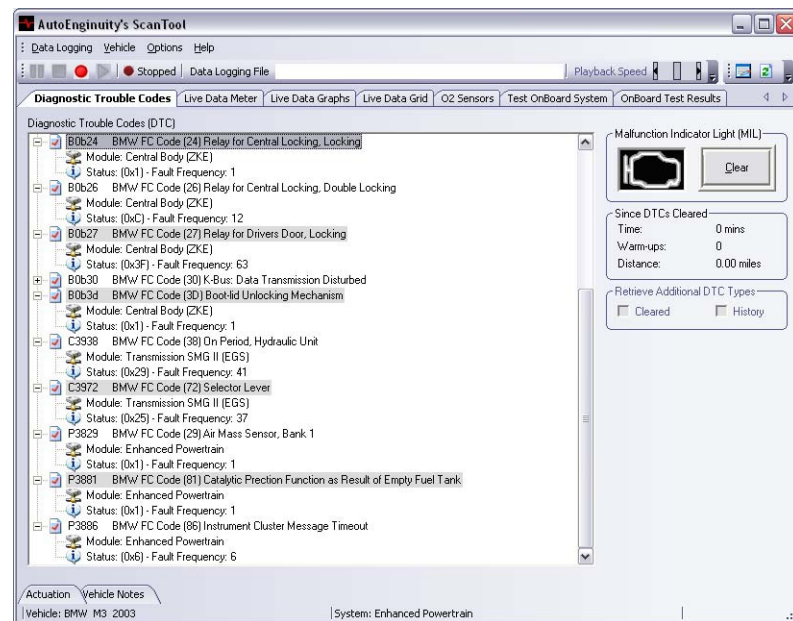 AutoEnginuity's ScanTool
Data Logging Vehicle Options Help
Stopped Data Logging File Playback Speed
Diagnostic Trouble Codes Live Data Meter Live Data Graphs Live Data Grid O2 Sensors Test OnBoard System OnBoard Test Results
Diagnostic Trouble Codes (DTC)
B0b24 BMW FC Code (24) Relay for Central Locking, Locking
Module: Central Body (ZKE)
Status: (0x1) - Fault Frequency: 1
B0b26 BMW FC Code (26) Relay for Central Locking, Double Locking
Module: Central Body (ZKE)
Status: (0xC) - Fault Frequency: 12
B0b27 BMW FC Code (27) Relay for Drivers Door, Locking
Module: Central Body (ZKE)
Status: (0x3F) - Fault Frequency: 63
B0b30 BMW FC Code (30) K-Bus: Data Transmission Disturbed
B0b3d BMW FC Code (3D) Boot-lid Unlocking Mechanism
Module: Central Body (ZKE)
Status: (0x1) - Fault Frequency: 1
C3938 BMW FC Code (38) On Period, Hydraulic Unit
Module: Transmission SMG II (EGS)
Status: (0x29) - Fault Frequency: 41
C3972 BMW FC Code (72) Selector Lever
Module: Transmission SMG II (EGS)
Status: (0x25) - Fault Frequency: 37
P3829 BMW FC Code (29) Air Mass Sensor, Bank 1
Module: Enhanced Powertrain
Status: (0x1) - Fault Frequency: 1
P3881 BMW FC Code (81) Catalytic Prection Function as Result of Empty Fuel Tank
Module: Enhanced Powertrain
Status: (0x1) - Fault Frequency: 1
P3886 BMW FC Code (86) Instrument Cluster Message Timeout
Module: Enhanced Powertrain
Status: (0x6) - Fault Frequency: 6
Malfunction Indicator Light (MIL)
Clear
Since DTCs Cleared
Time: 0 mins
Warm-ups: 0
Distance: 0.00 miles
Retrieve Additional DTC Types
Cleared History
Actuation Vehicle Notes
Vehicle: BMW M3 2003 System: Enhanced Powertrain